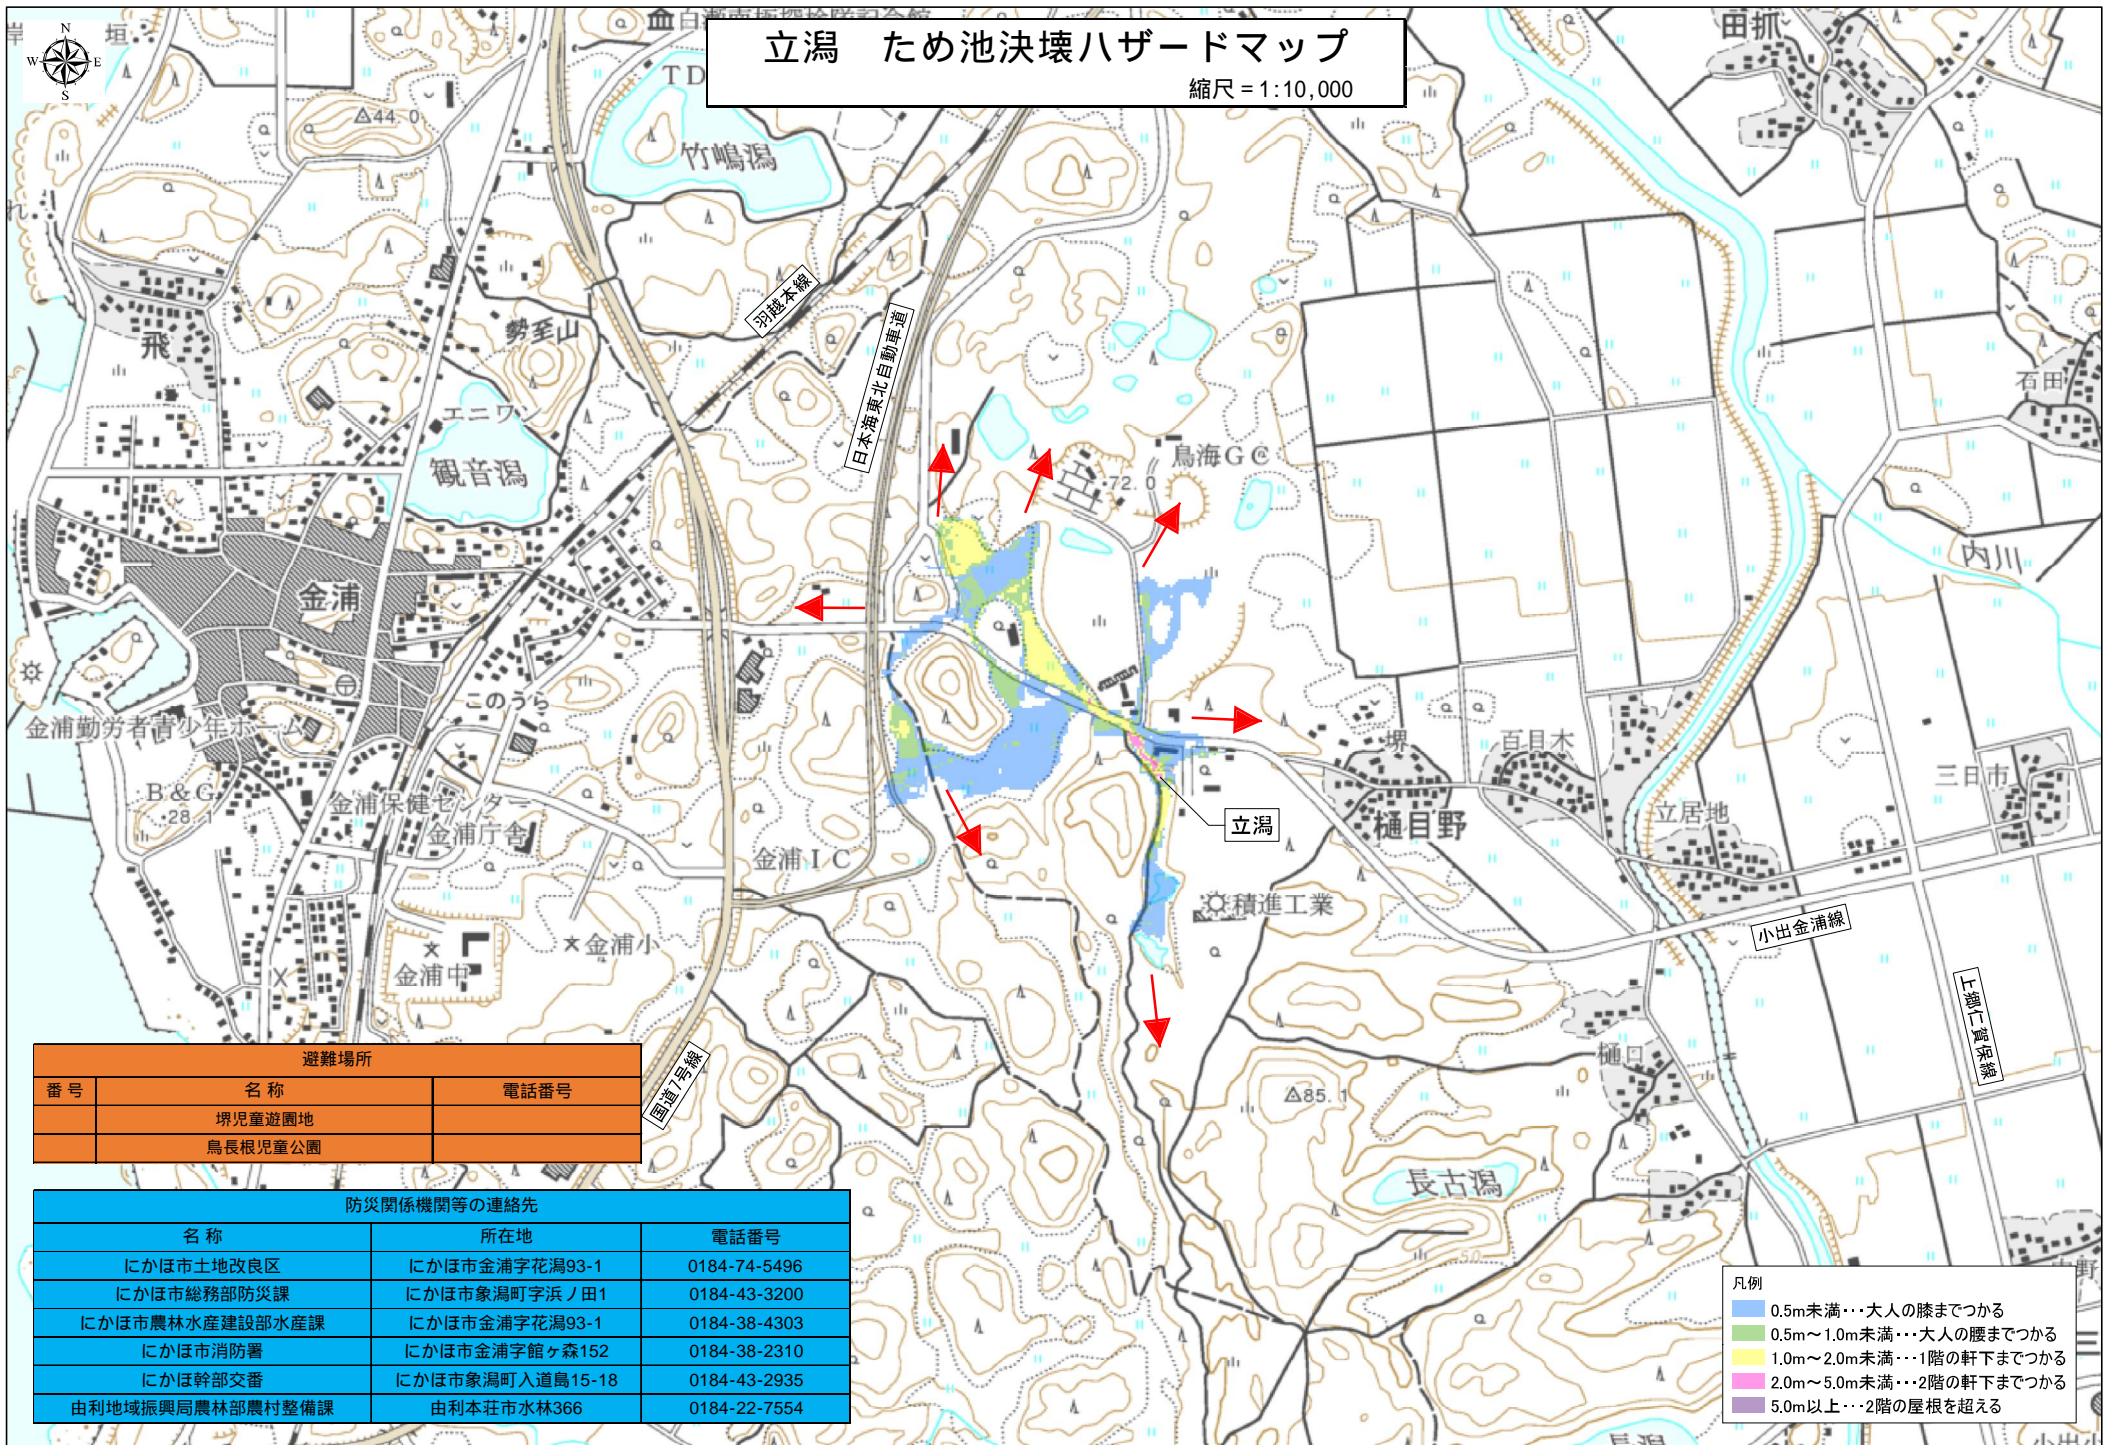 立潟　ため池決壊ハザードマップ
縮尺=1:10,000
N
W
E
S
垣
田抓
TD
44.0
竹嶋潟
羽越本線
日本海東北自動車道
飛
勢至山
エニワン
観音潟
石田
鳥海GC
72.0
内川
金浦
このうら
金浦勤労者青少年ホーム
B&G
28.1
金浦保健センター
金浦庁舎
金浦IC
堺
百目木
三日市
樋目野
立居地
立潟
積進工業
小出金浦線
金浦小
金浦中
上郷仁賀保線
国道7号線
樋口
85.1
長古潟
50
避難場所
番号 名称 電話番号
堺児童遊園地
鳥長根児童公園
防災関係機関等の連絡先
名称 所在地 電話番号
にかほ市土地改良区 にかほ市金浦字花潟93-1 0184-74-5496
にかほ市総務部防災課 にかほ市象潟町字浜ノ田1 0184-43-3200
にかほ市農林水産建設部水産課 にかほ市金浦字花潟93-1 0184-38-4303
にかほ市消防署 にかほ市金浦字館ヶ森152 0184-38-2310
にかほ幹部交番 にかほ市象潟町入道島15-18 0184-43-2935
由利地域振興局農林部農村整備課 由利本荘市水林366 0184-22-7554
凡例
0.5m未満･･･大人の膝までつかる
0.5m～1.0m未満･･･大人の腰までつかる
1.0m～2.0m未満･･･1階の軒下までつかる
2.0m～5.0m未満･･･2階の軒下までつかる
5.0m以上･･･2階の屋根を超える